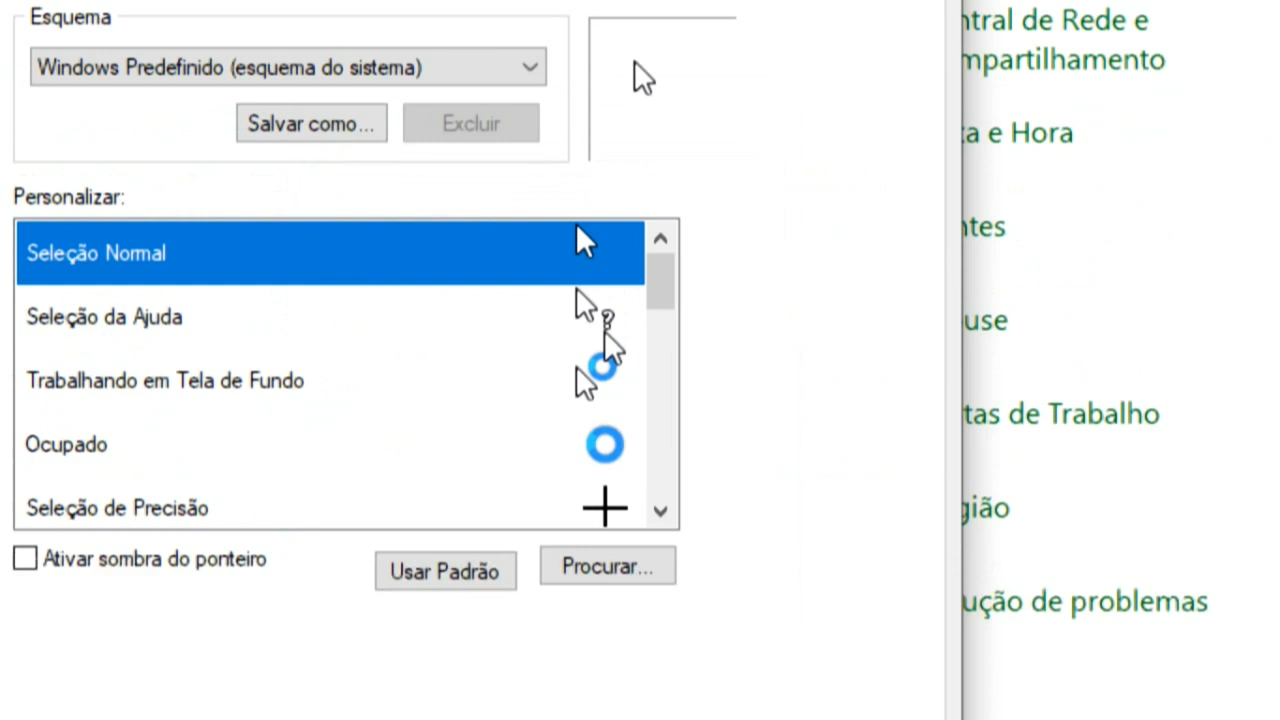 Esquema
Windows Predefinido (esquema do sistema)
Salvar como...
Excluir
Personalizar:
Seleção Normal
Seleção da Ajuda
Trabalhando em Tela de Fundo
Ocupado
Seleção de Precisão
Ativar sombra do ponteiro
Usar Padrão
Procurar...
ntral de Rede e
mpartilhamento
ta e Hora
ntes
use
tas de Trabalho
gião
ução de problemas